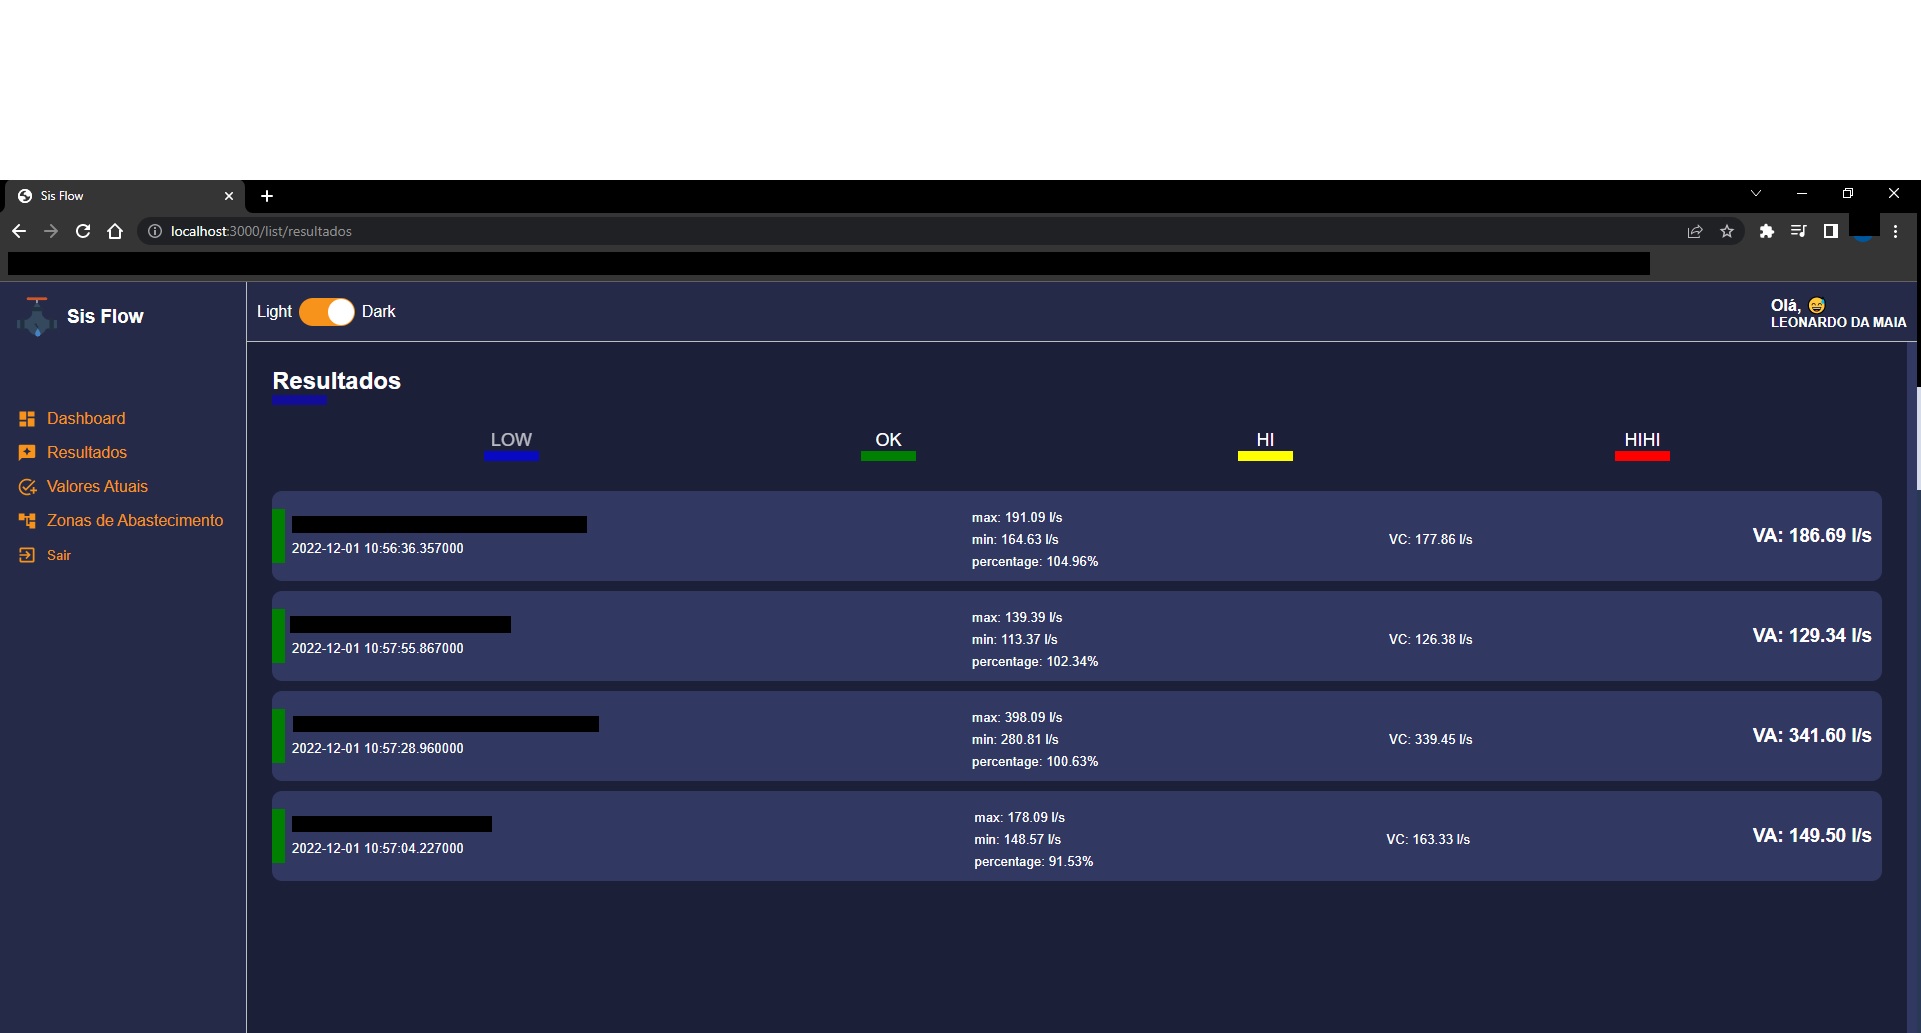 Sis Flow
localhost:3000/list/resultados
Sis Flow
Light Dark
Olá, 😅
LEONARDO DA MAIA
Dashboard
Resultados
Valores Atuais
Zonas de Abastecimento
Sair
Resultados
LOW OK HI HIHI
2022-12-01 10:56:36.357000
max: 191.09 l/s
min: 164.63 l/s
percentage: 104.96%
VC: 177.86 l/s
VA: 186.69 l/s
2022-12-01 10:57:55.867000
max: 139.39 l/s
min: 113.37 l/s
percentage: 102.34%
VC: 126.38 l/s
VA: 129.34 l/s
2022-12-01 10:57:28.960000
max: 398.09 l/s
min: 280.81 l/s
percentage: 100.63%
VC: 339.45 l/s
VA: 341.60 l/s
2022-12-01 10:57:04.227000
max: 178.09 l/s
min: 148.57 l/s
percentage: 91.53%
VC: 163.33 l/s
VA: 149.50 l/s